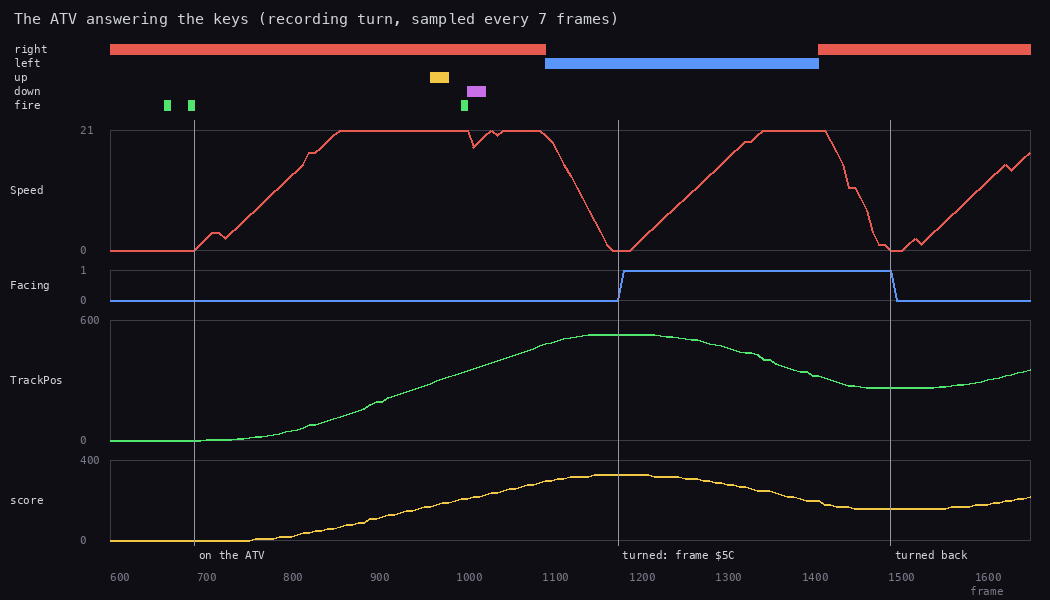 The ATV answering the keys (recording turn, sampled every 7 frames)
right
left
up
down
fire
21
Speed
0
1
Facing
0
600
TrackPos
0
400
score
0
on the ATV turned: frame $5C turned back
600 700 800 900 1000 1100 1200 1300 1400 1500 1600
frame